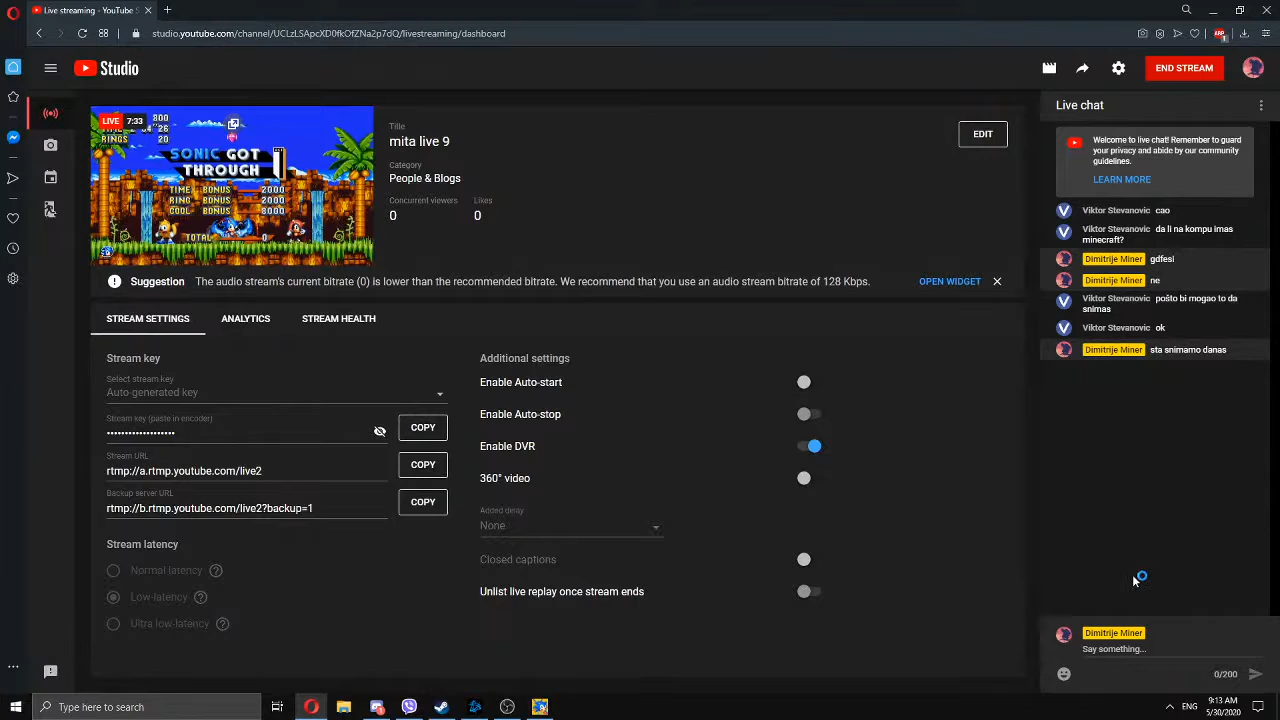 Live streaming - YouTube S
studio.youtube.com/channel/UCLzLSApcXD0fkOfZNa2p7dQ/livestreaming/dashboard
1
Studio
END STREAM
LIVE
7:33
800
RINGS
26
SONIC GOT
THROUGH 1
TIME BONUS 2000
RING BONUS 2000
COOL BONUS 8000
TOTAL 0
Title
mita live 9
EDIT
Category
People & Blogs
Concurrent viewers
0
Likes
0
Suggestion The audio stream's current bitrate (0) is lower than the recommended bitrate. We recommend that you use an audio stream bitrate of 128 Kbps.
OPEN WIDGET
STREAM SETTINGS
ANALYTICS
STREAM HEALTH
Stream key
Select stream key
Auto-generated key
Stream key (paste in encoder)
••••••••••••••••••
COPY
Stream URL
rtmp://a.rtmp.youtube.com/live2
COPY
Backup server URL
rtmp://b.rtmp.youtube.com/live2?backup=1
COPY
Stream latency
Normal latency
Low-latency
Ultra low-latency
Additional settings
Enable Auto-start
Enable Auto-stop
Enable DVR
360° video
Added delay
None
Closed captions
Unlist live replay once stream ends
Live chat
Welcome to live chat! Remember to guard
your privacy and abide by our community
guidelines.
LEARN MORE
V Viktor Stevanovic cao
V Viktor Stevanovic da li na kompu imas
minecraft?
Dimitrije Miner gdfesi
Dimitrije Miner ne
V Viktor Stevanovic pošto bi mogao to da
snimas
V Viktor Stevanovic ok
Dimitrije Miner sta snimamo danas
Dimitrije Miner
Say something...
0/200
Type here to search
ENG
9:13 AM
5/30/2020